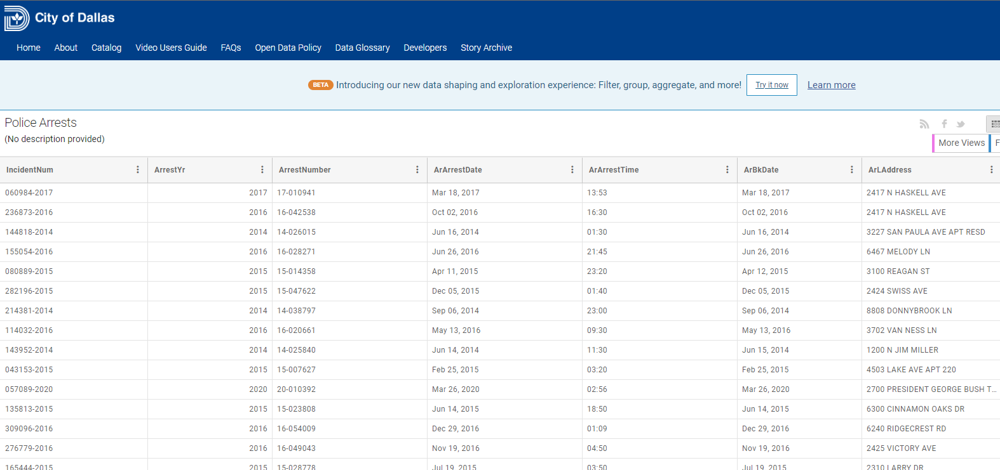 City of Dallas
Home About Catalog Video Users Guide FAQs Open Data Policy Data Glossary Developers Story Archive
BETA Introducing our new data shaping and exploration experience: Filter, group, aggregate, and more! Try it now Learn more
Police Arrests
(No description provided)
More Views F
IncidentNum ArrestYr ArrestNumber ArArrestDate ArArrestTime ArBkDate ArLAddress
060984-2017 2017 17-010941 Mar 18, 2017 13:53 Mar 18, 2017 2417 N HASKELL AVE
236873-2016 2016 16-042538 Oct 02, 2016 16:30 Oct 02, 2016 2417 N HASKELL AVE
144818-2014 2014 14-026015 Jun 16, 2014 01:30 Jun 16, 2014 3227 SAN PAULA AVE APT RESD
155054-2016 2016 16-028271 Jun 26, 2016 21:45 Jun 26, 2016 6467 MELODY LN
080889-2015 2015 15-014358 Apr 11, 2015 23:20 Apr 12, 2015 3100 REAGAN ST
282196-2015 2015 15-047622 Dec 05, 2015 01:40 Dec 05, 2015 2424 SWISS AVE
214381-2014 2014 14-038797 Sep 06, 2014 23:00 Sep 06, 2014 8808 DONNYBROOK LN
114032-2016 2016 16-020661 May 13, 2016 09:30 May 13, 2016 3702 VAN NESS LN
143952-2014 2014 14-025840 Jun 14, 2014 11:30 Jun 15, 2014 1200 N JIM MILLER
043153-2015 2015 15-007627 Feb 25, 2015 03:20 Feb 25, 2015 4503 LAKE AVE APT 220
057089-2020 2020 20-010392 Mar 26, 2020 02:56 Mar 26, 2020 2700 PRESIDENT GEORGE BUSH T...
135813-2015 2015 15-023808 Jun 14, 2015 18:50 Jun 14, 2015 6300 CINNAMON OAKS DR
309096-2016 2016 16-054009 Dec 29, 2016 01:09 Dec 29, 2016 6240 RIDGECREST RD
276779-2016 2016 16-049043 Nov 19, 2016 04:50 Nov 19, 2016 2425 VICTORY AVE
165444-2015 2015 15-028778 Jul 19, 2015 03:50 Jul 19, 2015 2310 LARRY DR